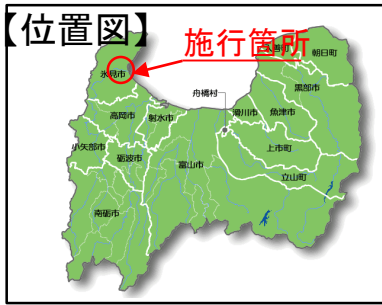 【位置図】
施行箇所
朝日町
氷見市
黒部市
舟橋村
滑川市
魚津市
高岡市
射水市
上市町
小矢部市
砺波市
富山市
立山町
南砺市